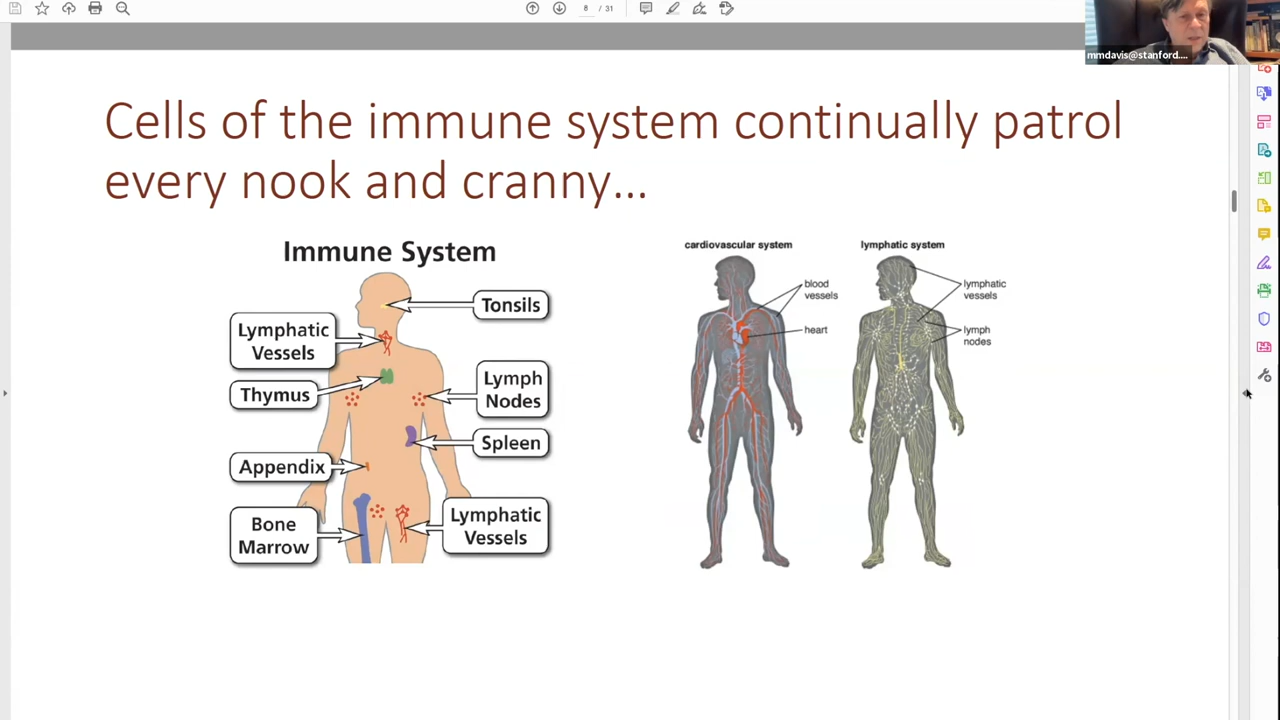 8 / 31
mmdavis@stanford....
Cells of the immune system continually patrol
every nook and cranny...
Immune System
Tonsils
Lymphatic
Vessels
Thymus
Lymph
Nodes
Spleen
Appendix
Bone
Marrow
Lymphatic
Vessels
cardiovascular system
blood
vessels
heart
lymphatic system
lymphatic
vessels
lymph
nodes